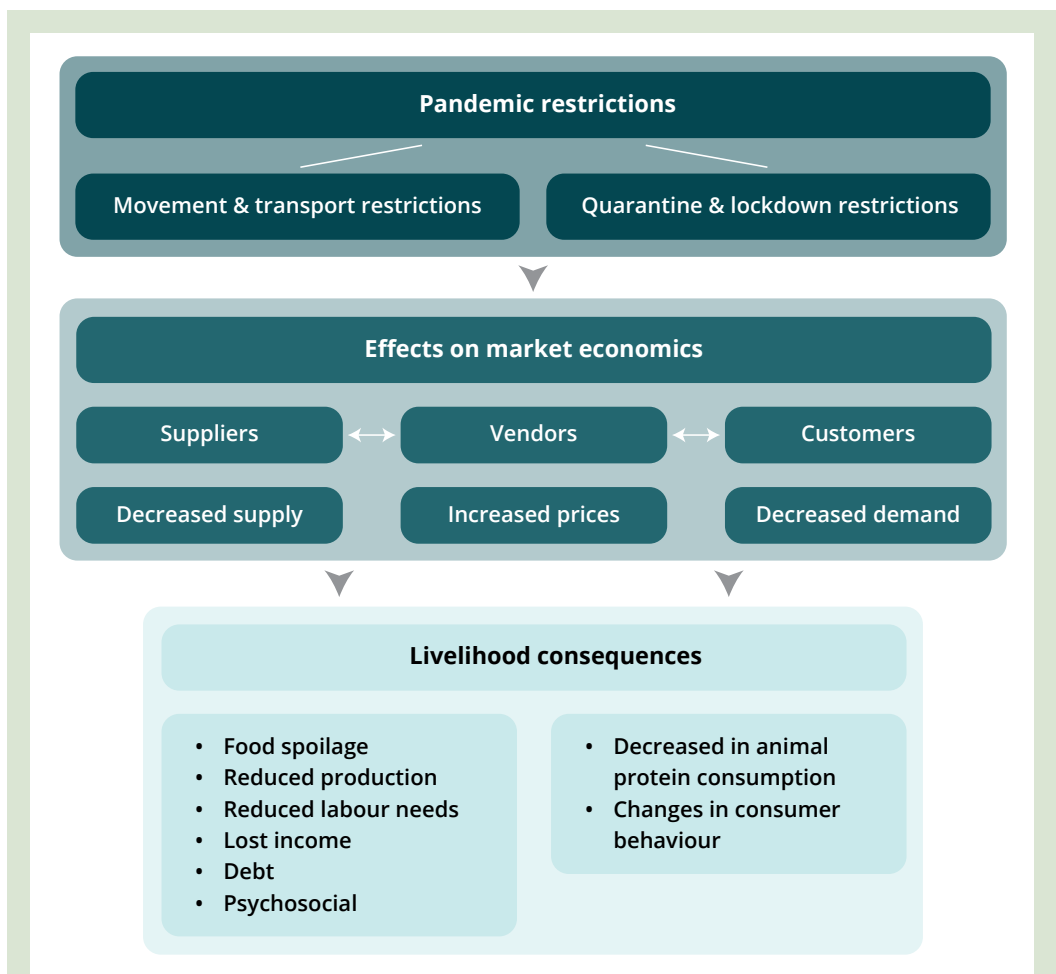 Pandemic restrictions
Movement & transport restrictions
Quarantine & lockdown restrictions
Effects on market economics
Suppliers
Vendors
Customers
Decreased supply
Increased prices
Decreased demand
Livelihood consequences
• Food spoilage
• Reduced production
• Reduced labour needs
• Lost income
• Debt
• Psychosocial
• Decreased in animal
protein consumption
• Changes in consumer
behaviour